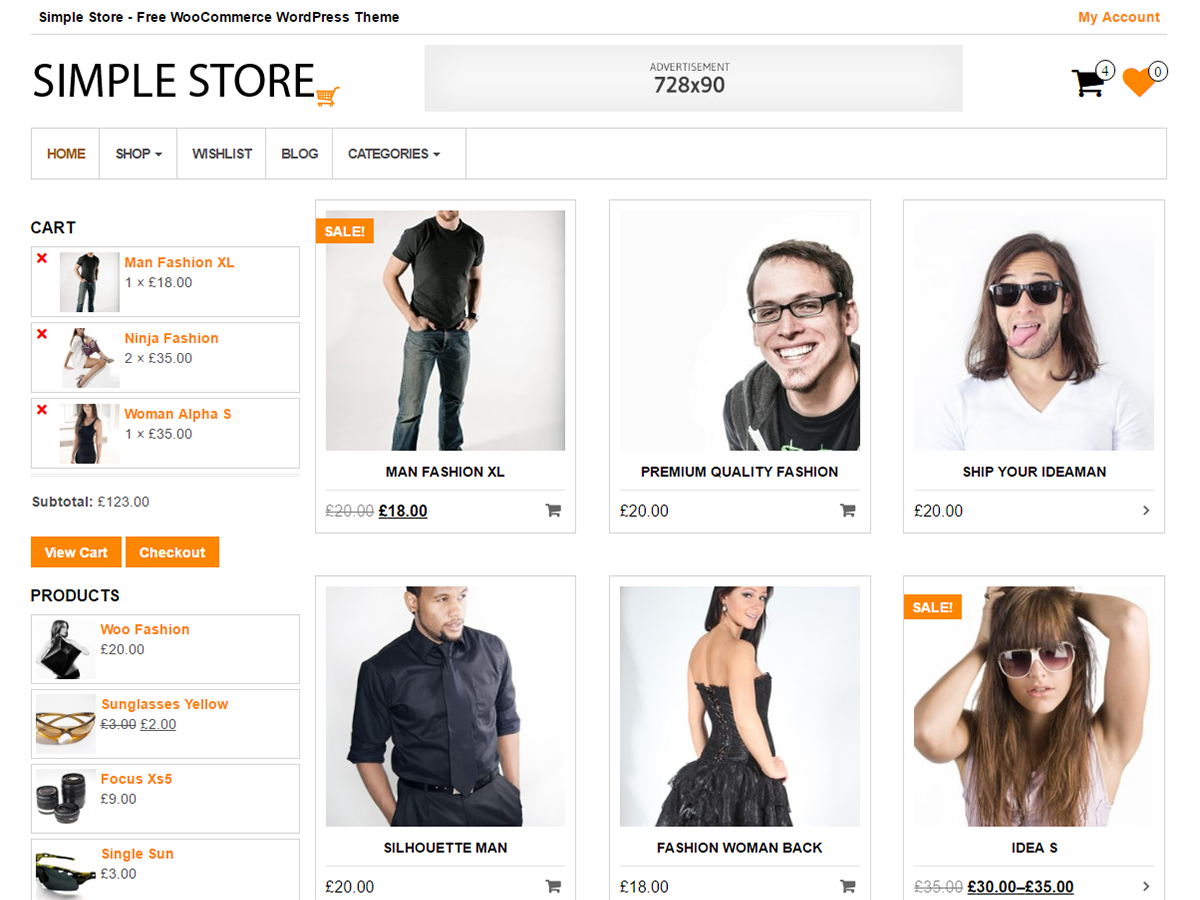 Simple Store - Free WooCommerce WordPress Theme
My Account
SIMPLE STORE
ADVERTISEMENT
728x90
4
0
HOME
SHOP
WISHLIST
BLOG
CATEGORIES
CART
Man Fashion XL
1 × £18.00
Ninja Fashion
2 × £35.00
Woman Alpha S
1 × £35.00
Subtotal: £123.00
View Cart
Checkout
PRODUCTS
Woo Fashion
£20.00
Sunglasses Yellow
£3.00 £2.00
Focus Xs5
£9.00
Single Sun
£3.00
SALE!
MAN FASHION XL
£20.00 £18.00
PREMIUM QUALITY FASHION
£20.00
SHIP YOUR IDEAMAN
£20.00
SILHOUETTE MAN
£20.00
FASHION WOMAN BACK
£18.00
SALE!
IDEA S
£35.00 £30.00–£35.00